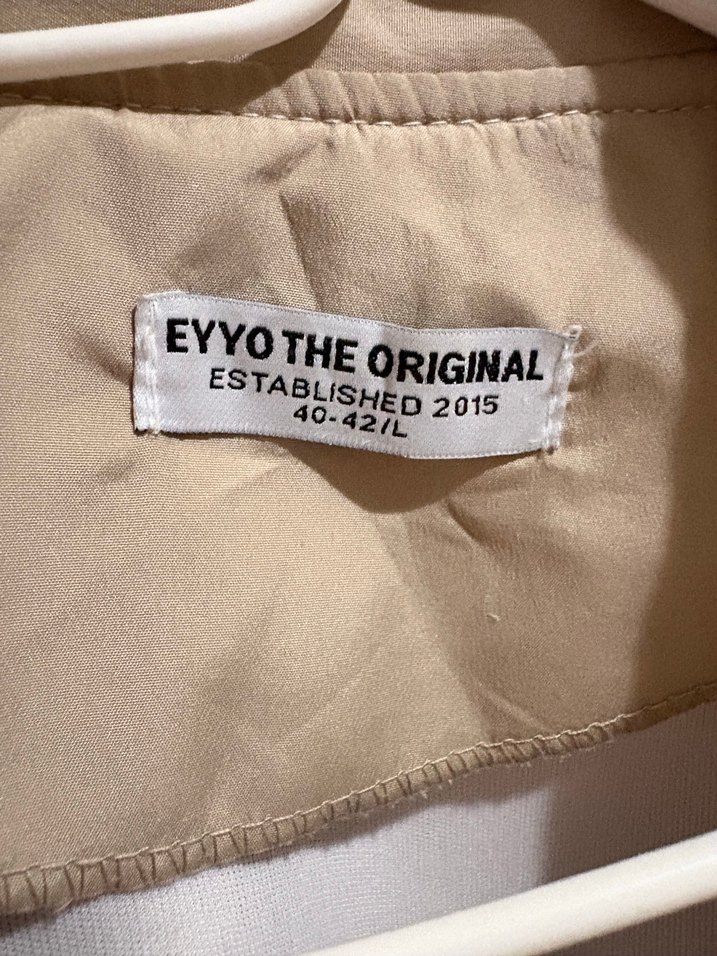 EYYO THE ORIGINAL
ESTABLISHED 2015
40-42/L